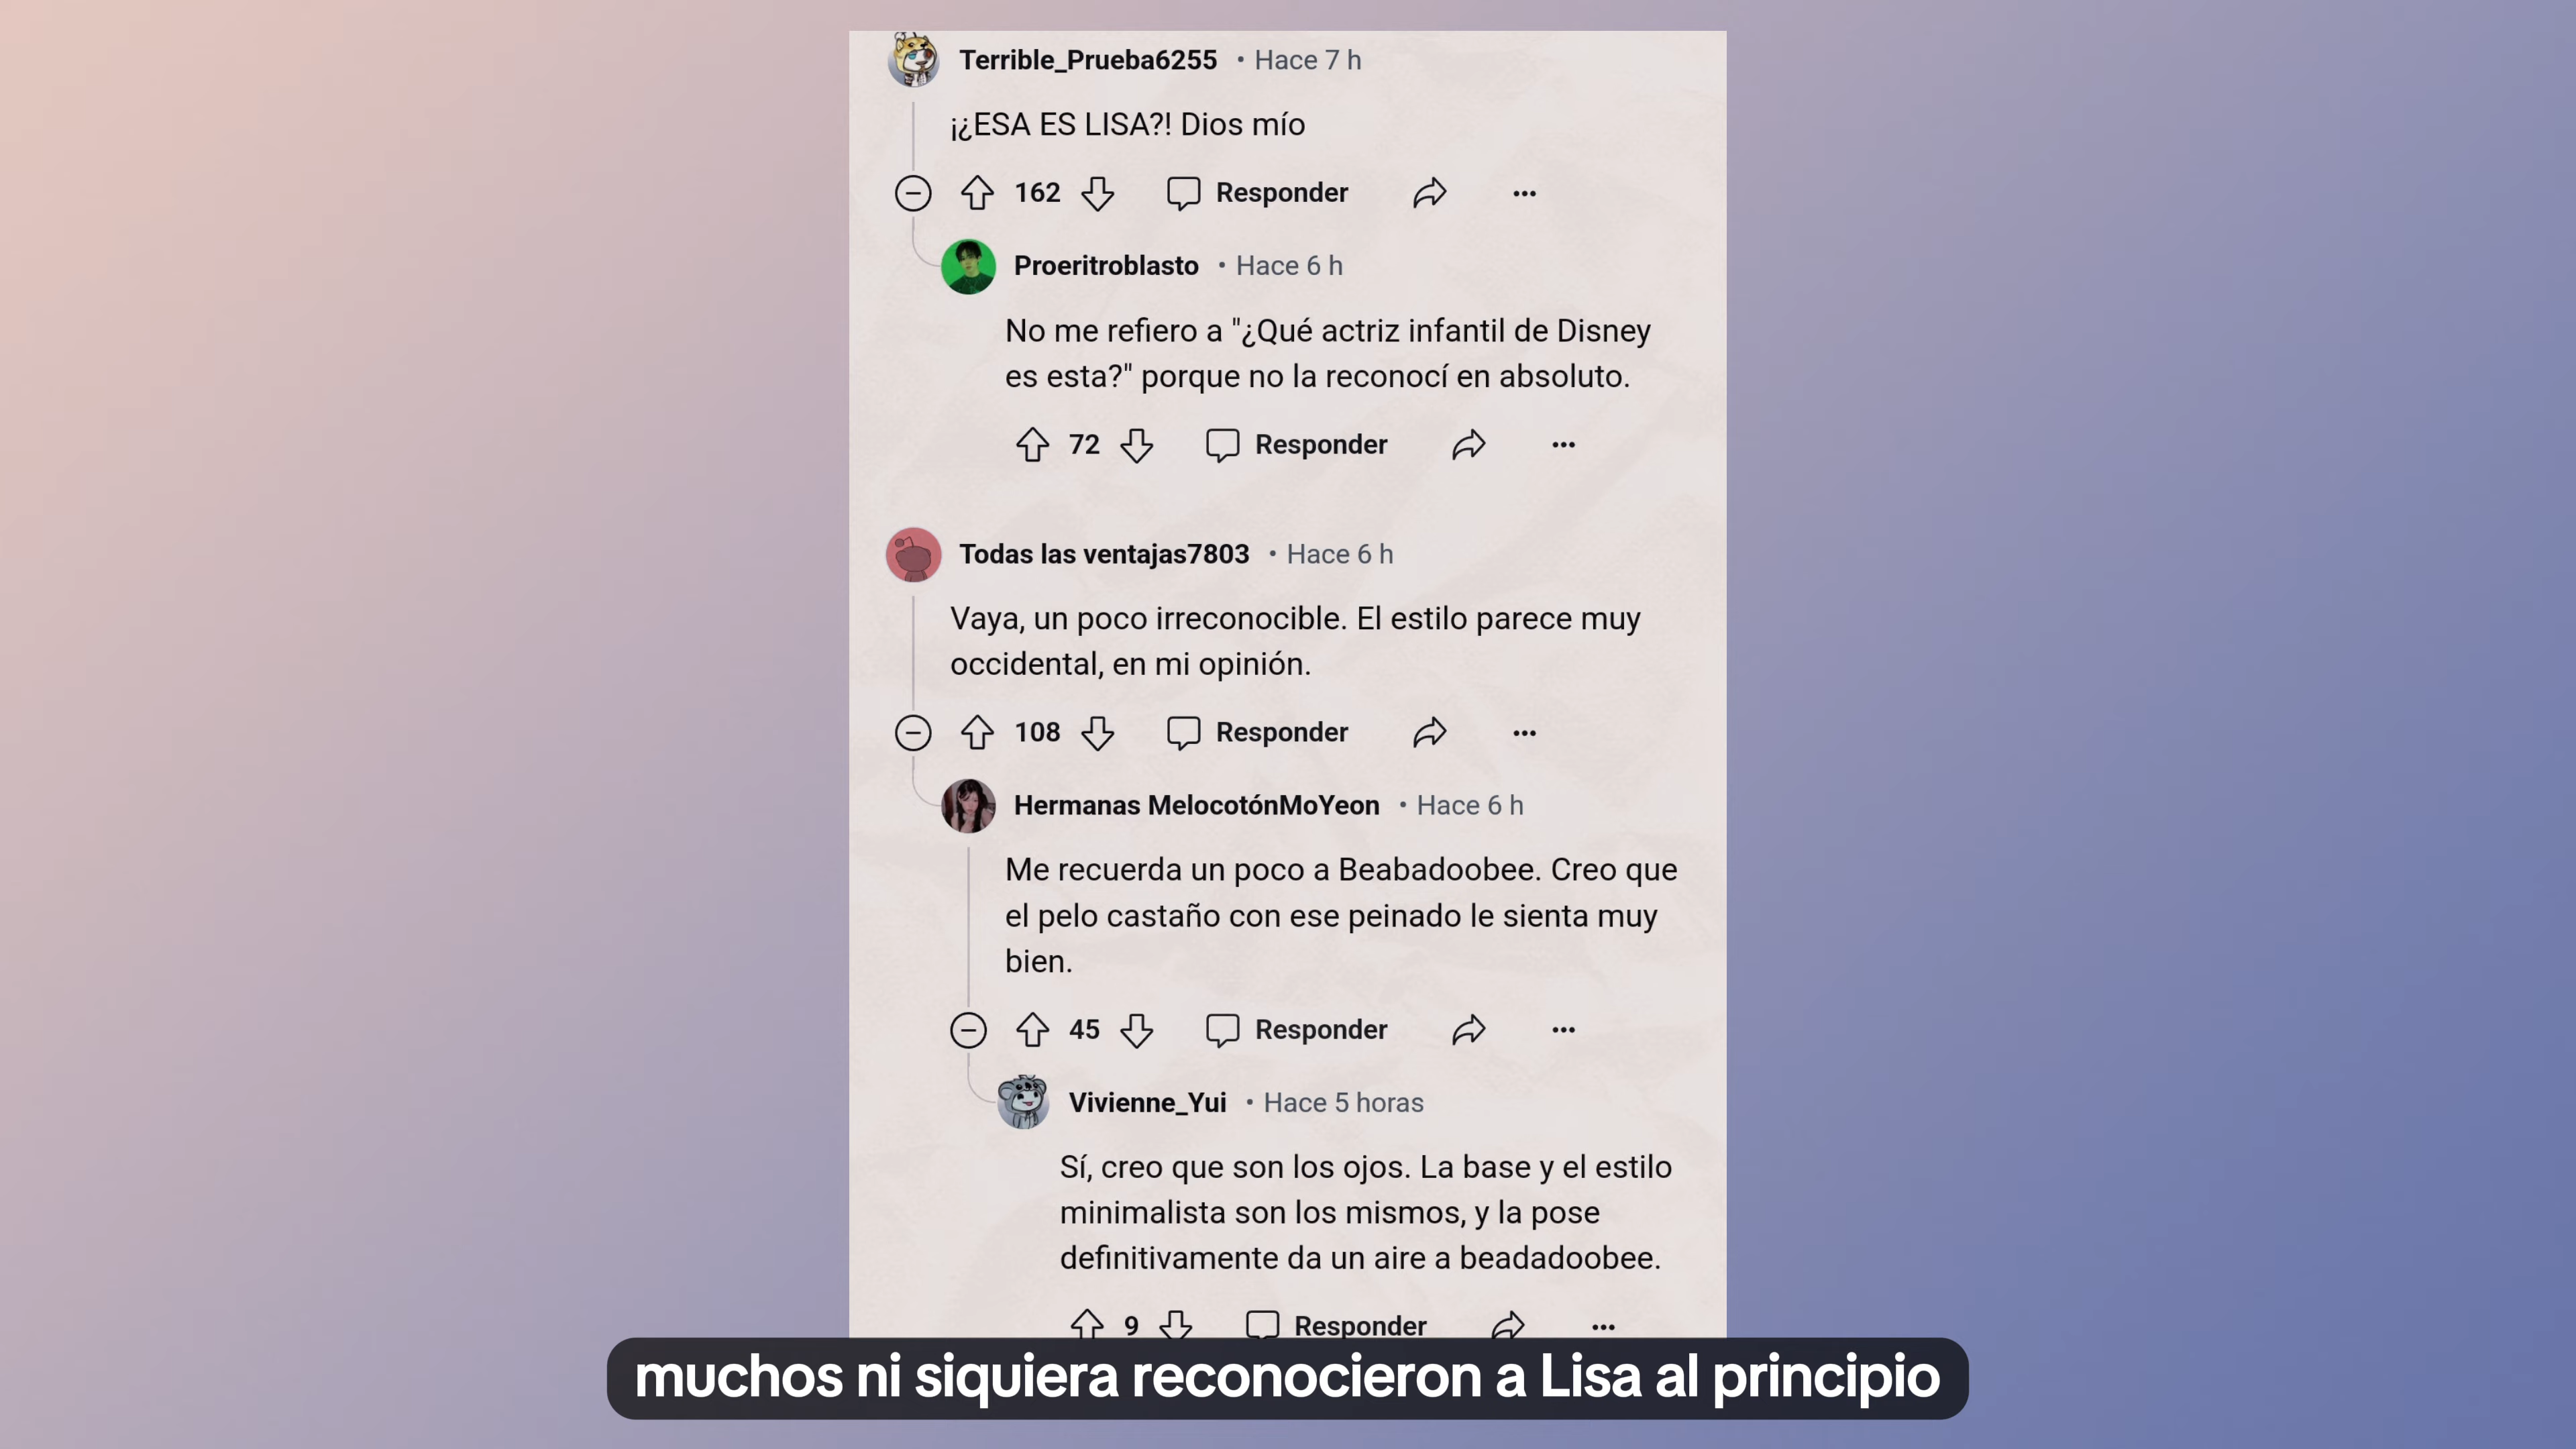 Terrible_Prueba6255 • Hace 7 h
¡¿ESA ES LISA?! Dios mío
162 Responder
Proeritroblasto • Hace 6 h
No me refiero a "¿Qué actriz infantil de Disney
es esta?" porque no la reconocí en absoluto.
72 Responder
Todas las ventajas7803 • Hace 6 h
Vaya, un poco irreconocible. El estilo parece muy
occidental, en mi opinión.
108 Responder
Hermanas MelocotónMoYeon • Hace 6 h
Me recuerda un poco a Beabadoobee. Creo que
el pelo castaño con ese peinado le sienta muy
bien.
45 Responder
Vivienne_Yui • Hace 5 horas
Sí, creo que son los ojos. La base y el estilo
minimalista son los mismos, y la pose
definitivamente da un aire a beadadoobee.
9 Responder
muchos ni siquiera reconocieron a Lisa al principio